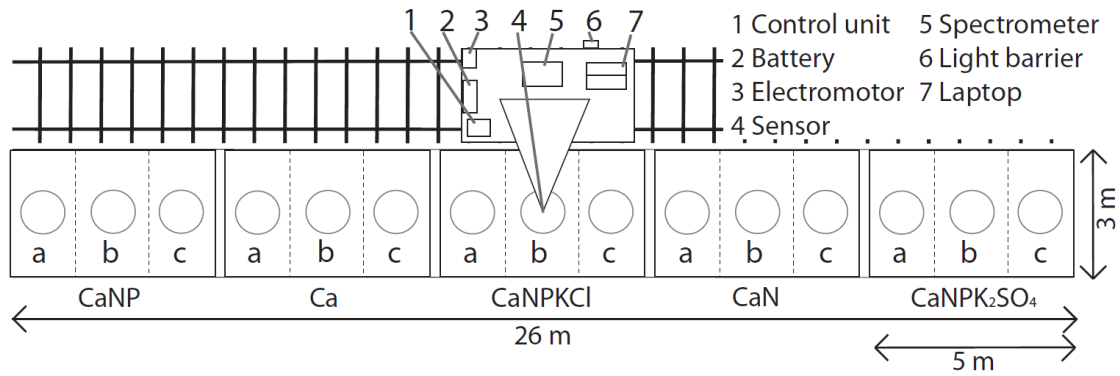 1 2 3 4 5 6 7
1 Control unit 5 Spectrometer
2 Battery 6 Light barrier
3 Electromotor 7 Laptop
4 Sensor
a b c a b c a b c a b c a b c
3 m
CaNP Ca CaNPKCl CaN CaNPK₂SO₄
26 m
5 m